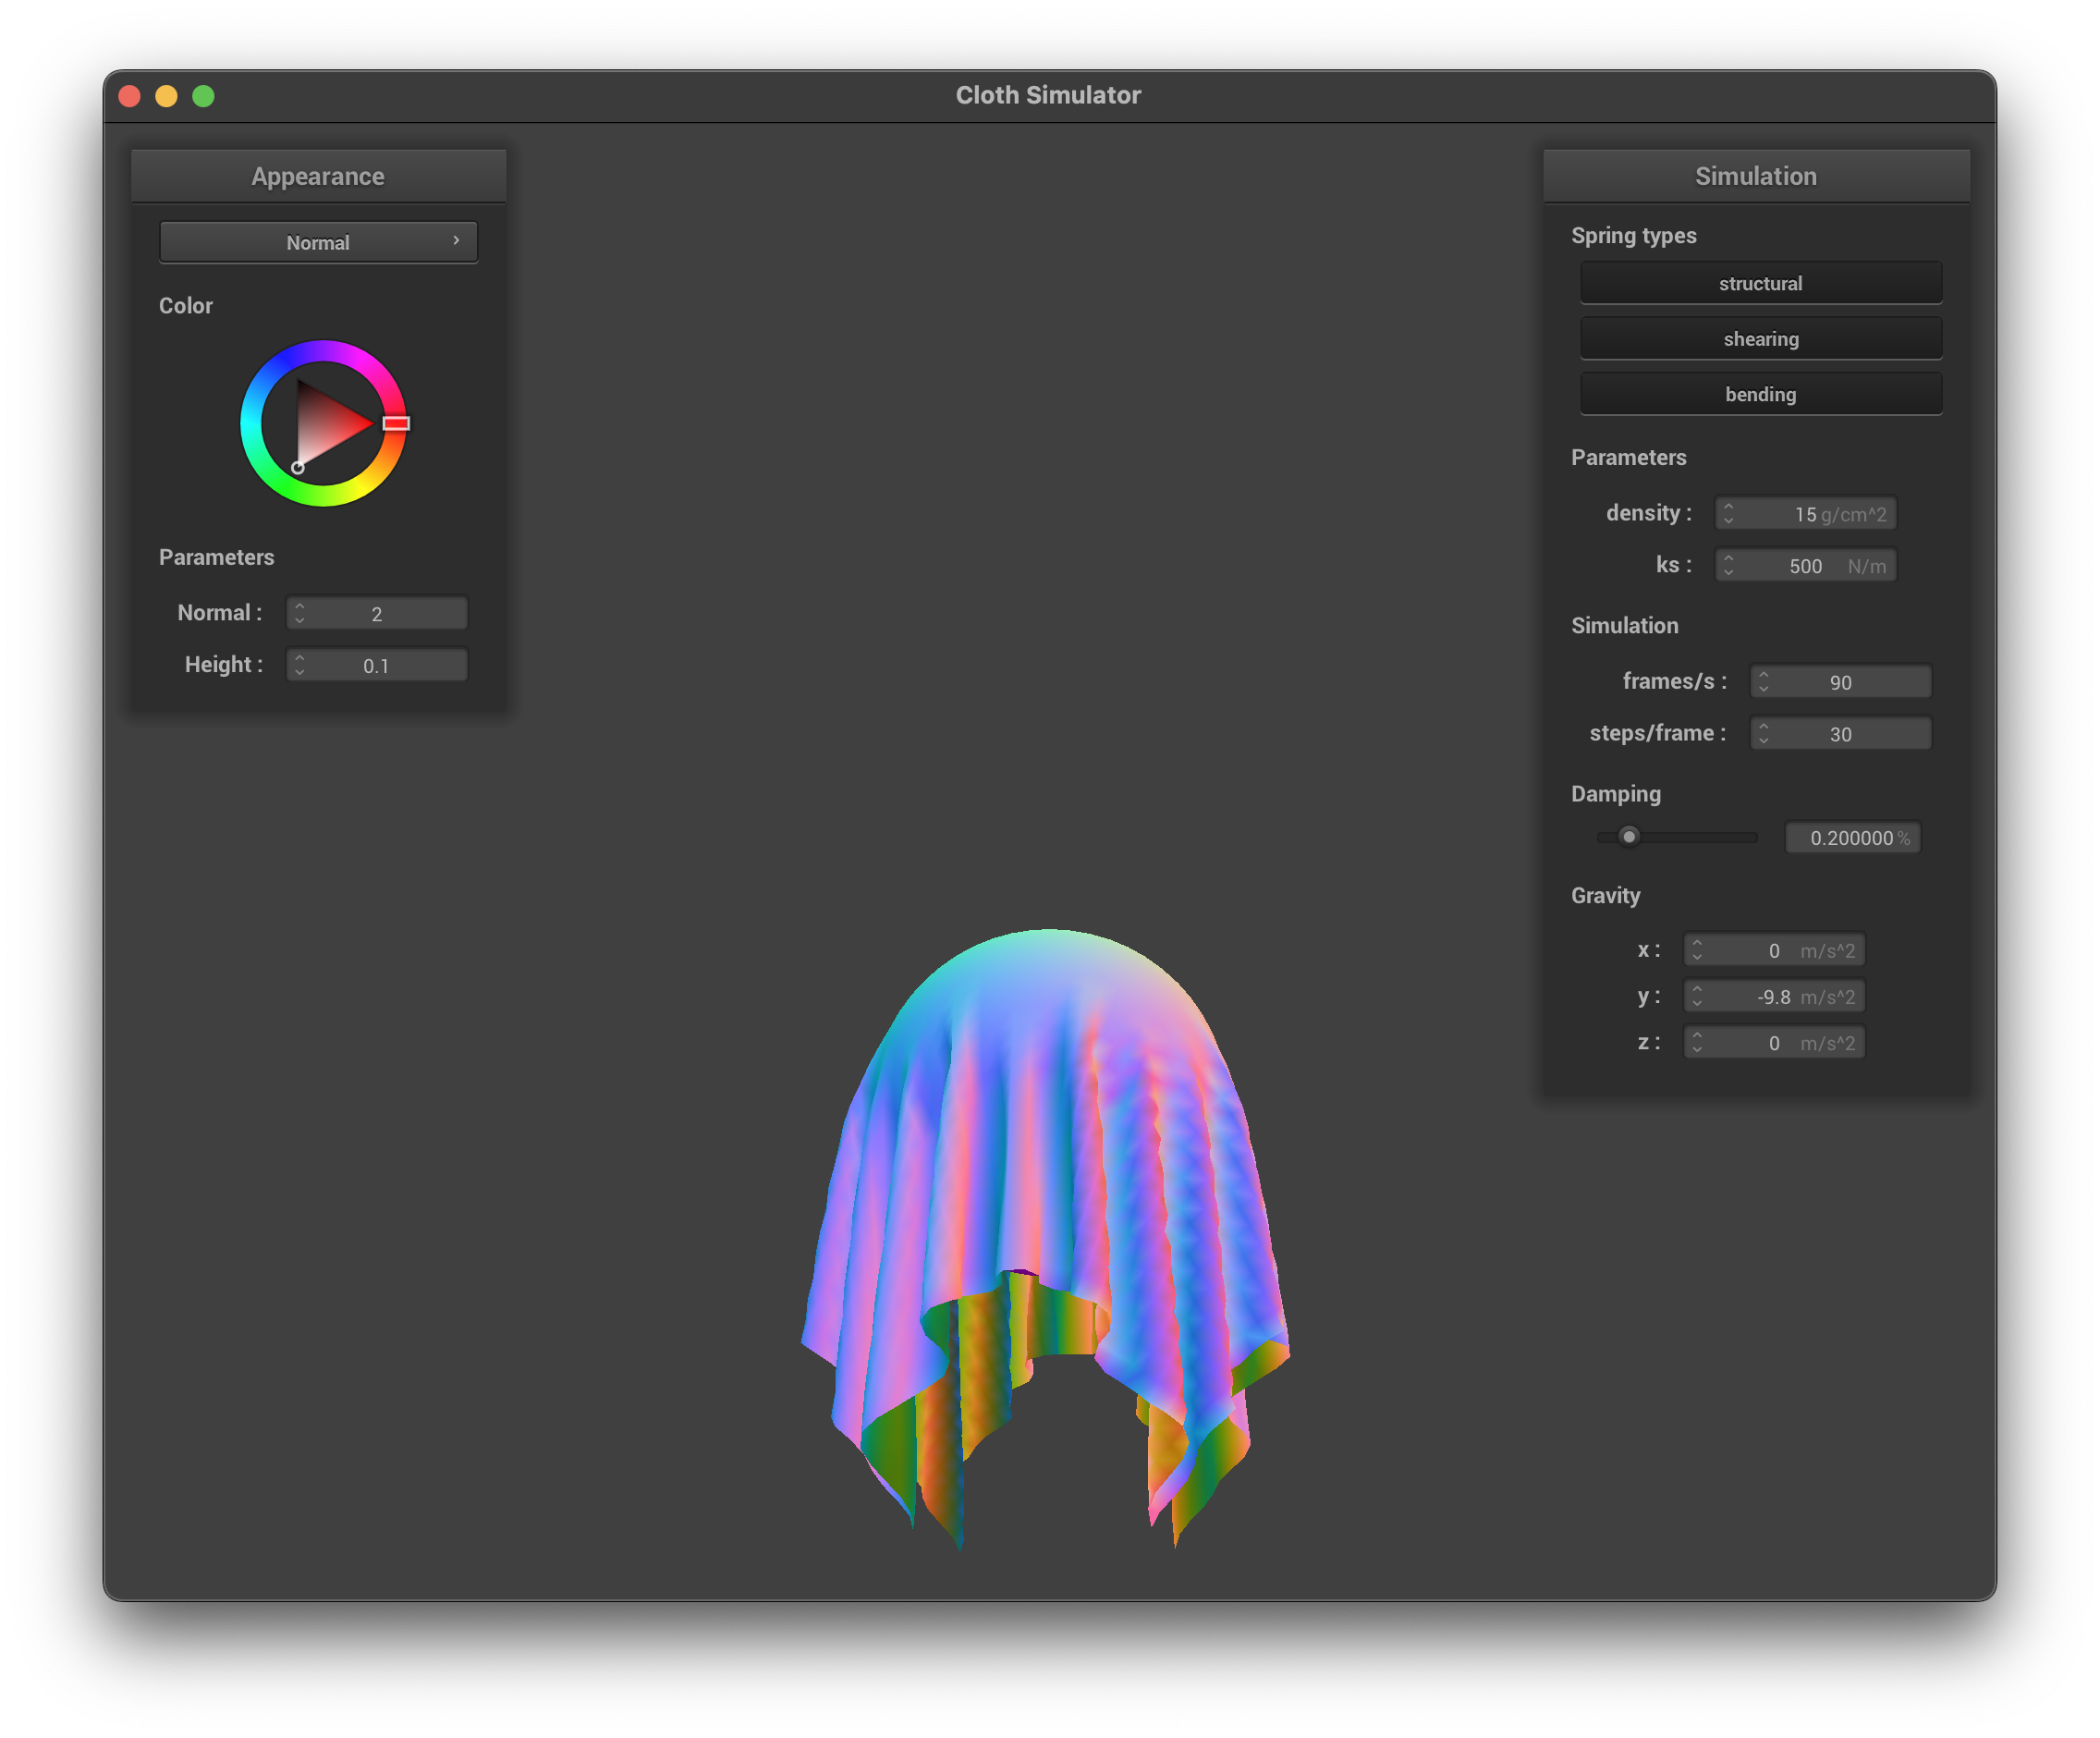 Cloth Simulator
Appearance
Normal
Color
Parameters
Normal : 2
Height : 0.1
Simulation
Spring types
structural
shearing
bending
Parameters
density : 15 g/cm^2
ks : 500 N/m
Simulation
frames/s : 90
steps/frame : 30
Damping
0.200000 %
Gravity
x : 0 m/s^2
y : -9.8 m/s^2
z : 0 m/s^2